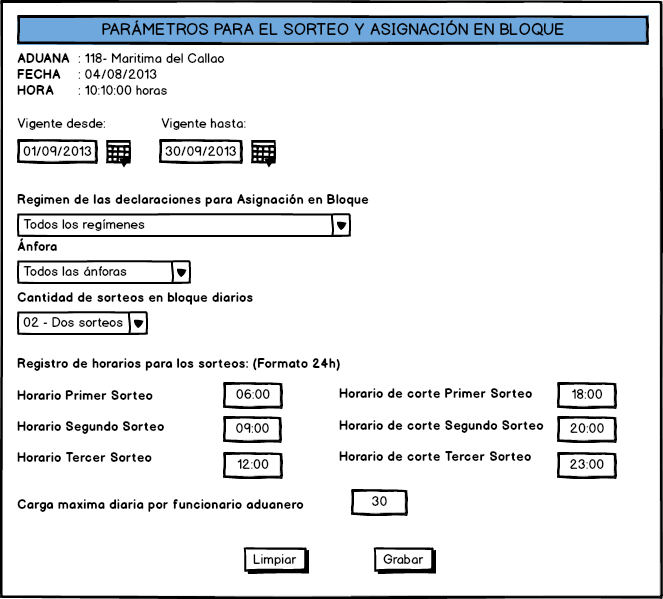 PARÁMETROS PARA EL SORTEO Y ASIGNACIÓN EN BLOQUE
ADUANA : 118- Maritima del Callao
FECHA : 04/08/2013
HORA : 10:10:00 horas
Vigente desde: Vigente hasta:
01/09/2013 30/09/2013
Regimen de las declaraciones para Asignación en Bloque
Todos los regímenes
Ánfora
Todos las ánforas
Cantidad de sorteos en bloque diarios
02 - Dos sorteos
Registro de horarios para los sorteos: (Formato 24h)
Horario Primer Sorteo 06:00 Horario de corte Primer Sorteo 18:00
Horario Segundo Sorteo 09:00 Horario de corte Segundo Sorteo 20:00
Horario Tercer Sorteo 12:00 Horario de corte Tercer Sorteo 23:00
Carga maxima diaria por funcionario aduanero 30
Limpiar Grabar